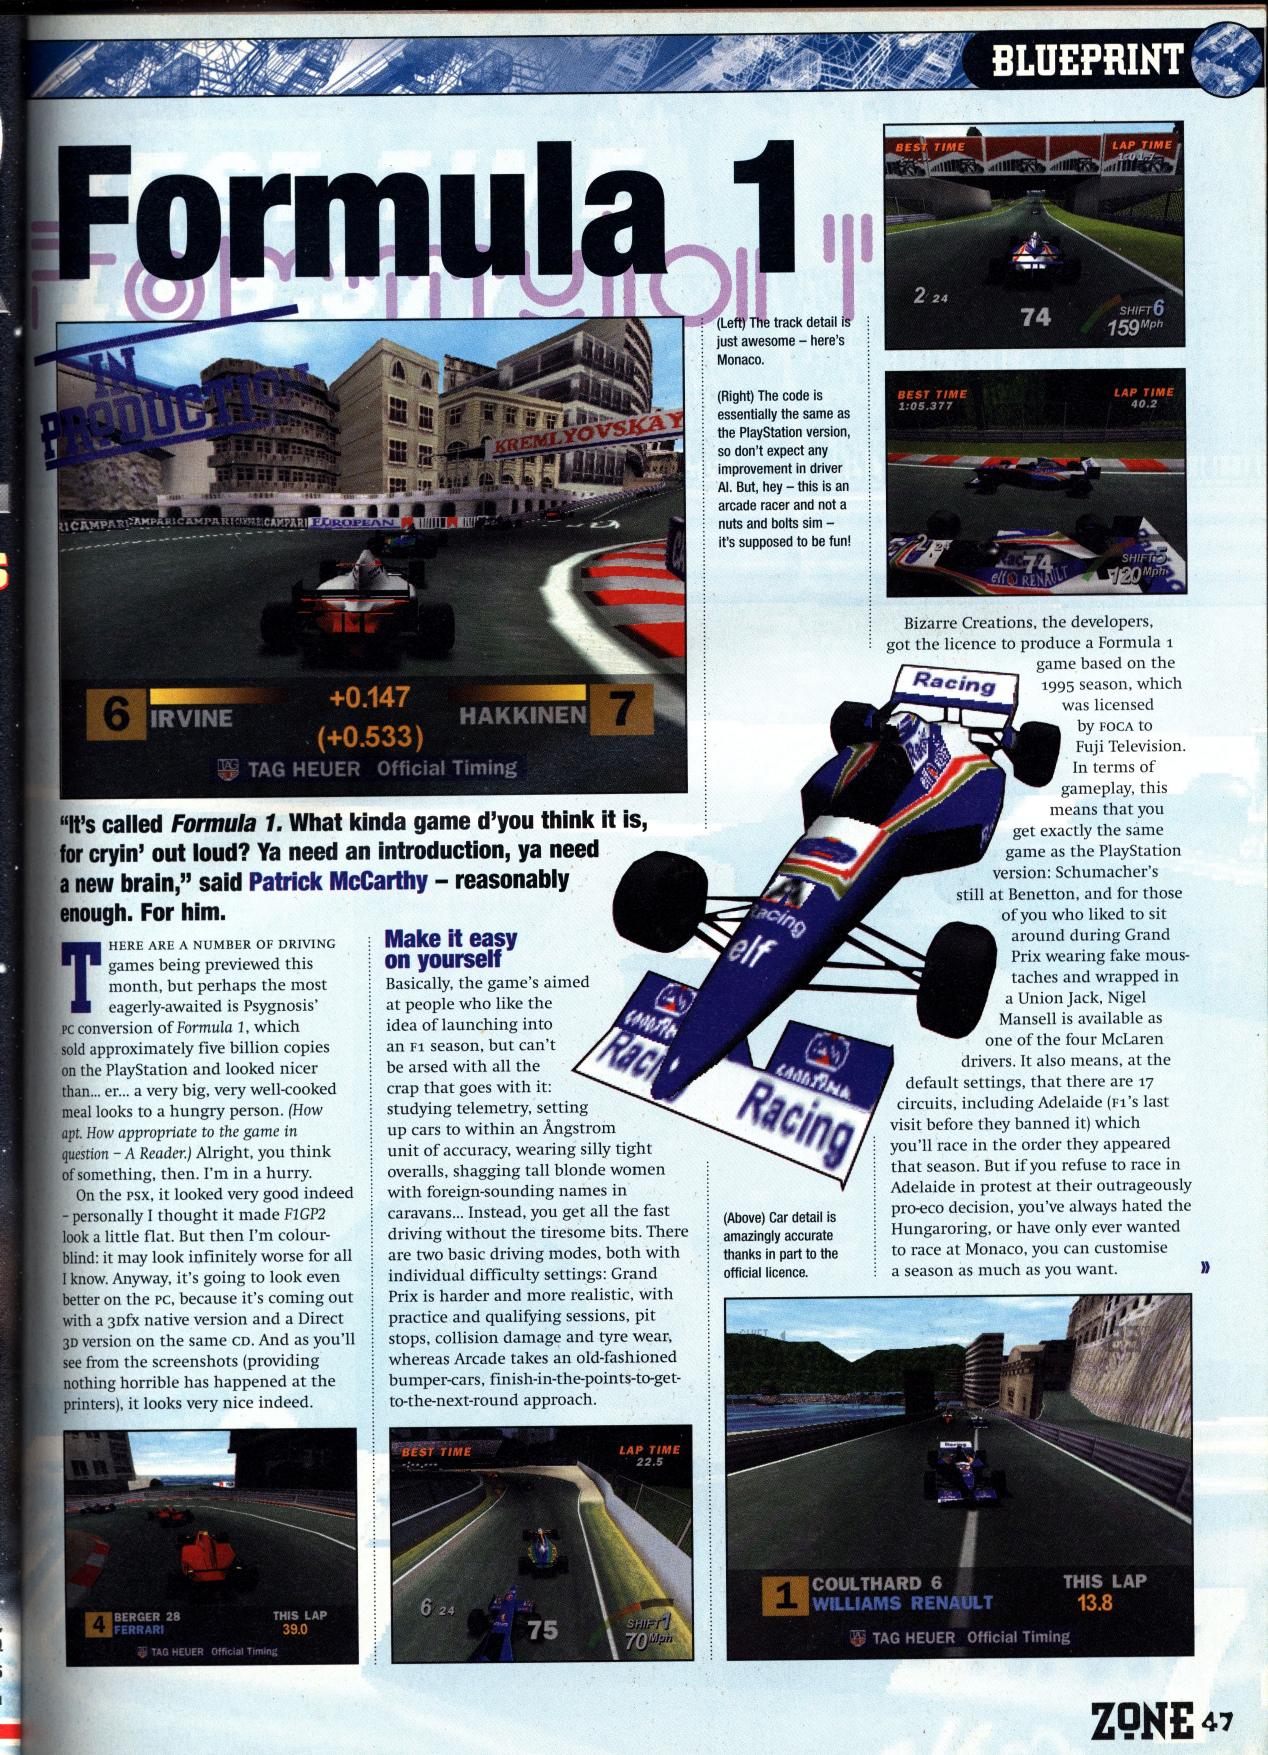 BLUEPRINT
Formula 1
"Formula 1"
IN
PRODUCTION
KREMLYOVSKAY
CAMPARI CAMPARI CAMPARI CAMPARI EUROPEAN
6 IRVINE
+0.147
(+0.533)
HAKKINEN 7
TAG HEUER Official Timing
(Left) The track detail is
just awesome – here's
Monaco.
(Right) The code is
essentially the same as
the PlayStation version,
so don't expect any
improvement in driver
AI. But, hey – this is an
arcade racer and not a
nuts and bolts sim –
it's supposed to be fun!
BEST TIME
LAP TIME
2 24
74
SHIFT 6
159 Mph
BEST TIME
1:05.377
LAP TIME
40.2
2 24
74
elf RENAULT
SHIFT 5
120 Mph
"It's called Formula 1. What kinda game d'you think it is,
for cryin' out loud? Ya need an introduction, ya need
a new brain," said Patrick McCarthy – reasonably
enough. For him.
THERE ARE A NUMBER OF DRIVING
games being previewed this
month, but perhaps the most
eagerly-awaited is Psygnosis'
PC conversion of Formula 1, which
sold approximately five billion copies
on the PlayStation and looked nicer
than... er... a very big, very well-cooked
meal looks to a hungry person. (How
apt. How appropriate to the game in
question – A Reader.) Alright, you think
of something, then. I'm in a hurry.
On the PSX, it looked very good indeed
– personally I thought it made F1GP2
look a little flat. But then I'm colour-
blind: it may look infinitely worse for all
I know. Anyway, it's going to look even
better on the PC, because it's coming out
with a 3Dfx native version and a Direct
3D version on the same CD. And as you'll
see from the screenshots (providing
nothing horrible has happened at the
printers), it looks very nice indeed.
Make it easy
on yourself
Basically, the game's aimed
at people who like the
idea of launching into
an F1 season, but can't
be arsed with all the
crap that goes with it:
studying telemetry, setting
up cars to within an Ångstrom
unit of accuracy, wearing silly tight
overalls, shagging tall blonde women
with foreign-sounding names in
caravans... Instead, you get all the fast
driving without the tiresome bits. There
are two basic driving modes, both with
individual difficulty settings: Grand
Prix is harder and more realistic, with
practice and qualifying sessions, pit
stops, collision damage and tyre wear,
whereas Arcade takes an old-fashioned
bumper-cars, finish-in-the-points-to-get-
to-the-next-round approach.
Racing
Racing
elf
GOODYEAR
Racing
Racing
(Above) Car detail is
amazingly accurate
thanks in part to the
official licence.
Bizarre Creations, the developers,
got the licence to produce a Formula 1
game based on the
1995 season, which
was licensed
by FOCA to
Fuji Television.
In terms of
gameplay, this
means that you
get exactly the same
game as the PlayStation
version: Schumacher's
still at Benetton, and for those
of you who liked to sit
around during Grand
Prix wearing fake mous-
taches and wrapped in
a Union Jack, Nigel
Mansell is available as
one of the four McLaren
drivers. It also means, at the
default settings, that there are 17
circuits, including Adelaide (F1's last
visit before they banned it) which
you'll race in the order they appeared
that season. But if you refuse to race in
Adelaide in protest at their outrageously
pro-eco decision, you've always hated the
Hungaroring, or have only ever wanted
to race at Monaco, you can customise
a season as much as you want. »
4 BERGER 28
FERRARI
THIS LAP
39.0
TAG HEUER Official Timing
BEST TIME
LAP TIME
22.5
6 24
75
SHIFT 1
70 Mph
Racing
1 COULTHARD 6
WILLIAMS RENAULT
THIS LAP
13.8
TAG HEUER Official Timing
ZONE 47